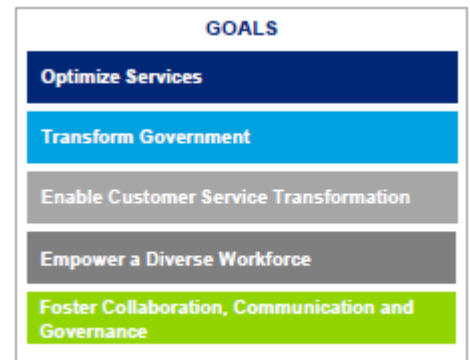 GOALS
Optimize Services
Transform Government
Enable Customer Service Transformation
Empower a Diverse Workforce
Foster Collaboration, Communication and
Governance